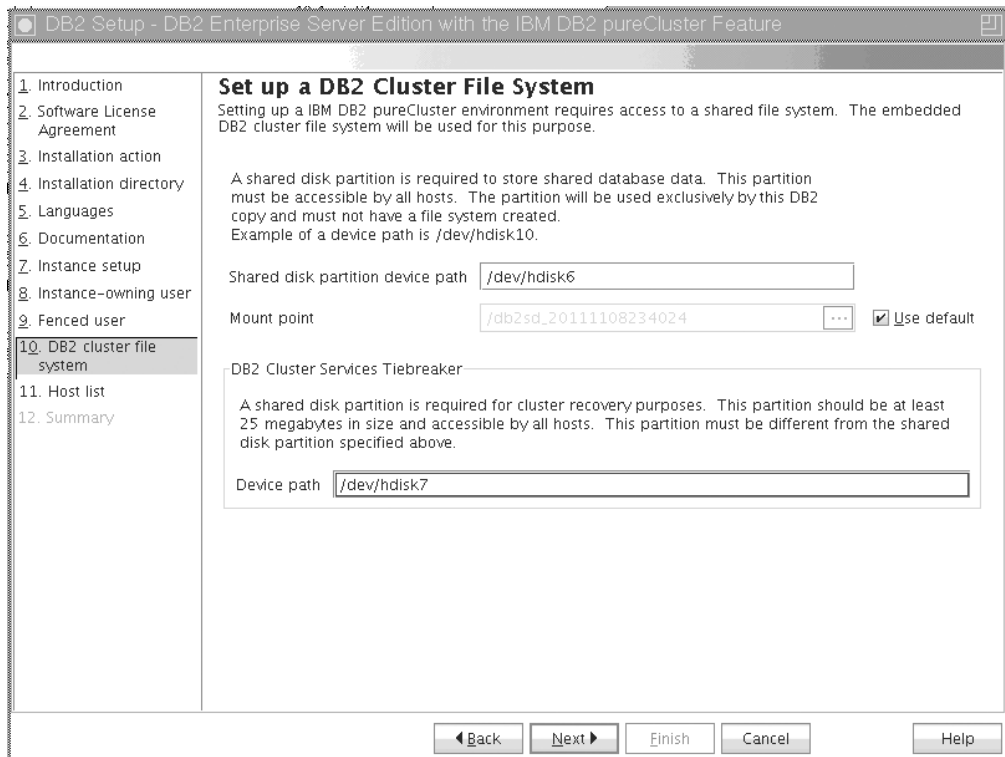 DB2 Setup - DB2 Enterprise Server Edition with the IBM DB2 pureCluster Feature
1. Introduction
2. Software License
Agreement
3. Installation action
4. Installation directory
5. Languages
6. Documentation
7. Instance setup
8. Instance-owning user
9. Fenced user
10. DB2 cluster file
system
11. Host list
12. Summary
Set up a DB2 Cluster File System
Setting up a IBM DB2 pureCluster environment requires access to a shared file system. The embedded
DB2 cluster file system will be used for this purpose.
A shared disk partition is required to store shared database data. This partition
must be accessible by all hosts. The partition will be used exclusively by this DB2
copy and must not have a file system created.
Example of a device path is /dev/hdisk10.
Shared disk partition device path /dev/hdisk6
Mount point /db2sd_20111108234024 ... Use default
DB2 Cluster Services Tiebreaker
A shared disk partition is required for cluster recovery purposes. This partition should be at least
25 megabytes in size and accessible by all hosts. This partition must be different from the shared
disk partition specified above.
Device path /dev/hdisk7
Back Next Finish Cancel Help